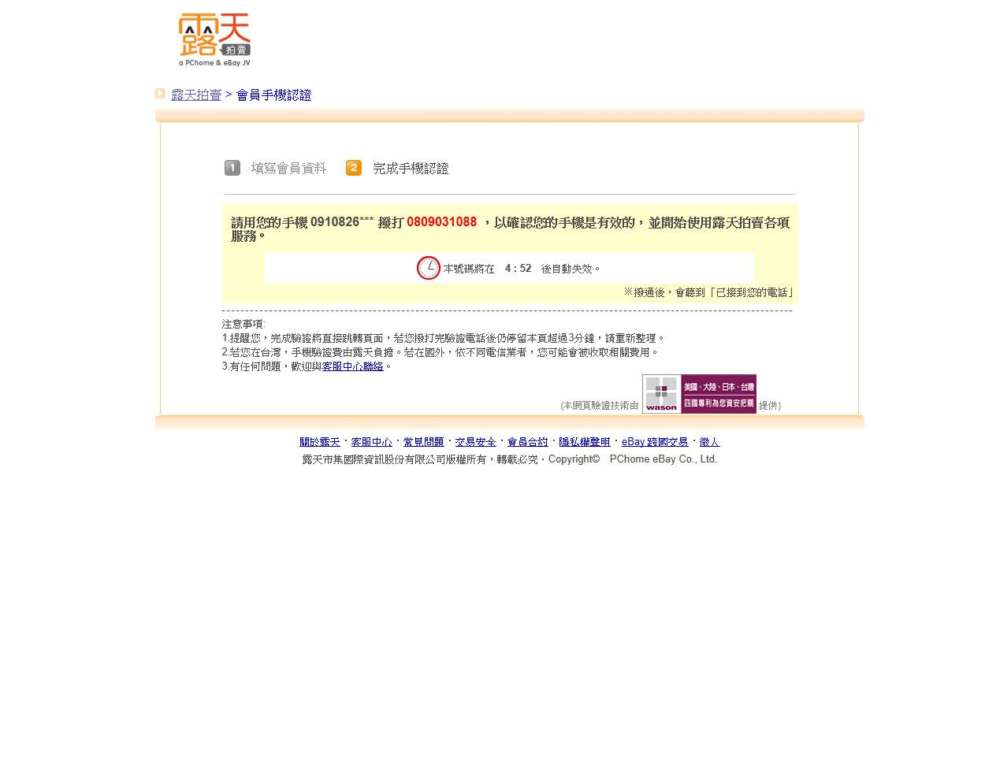 露天
拍賣
a PChome & eBay JV
露天拍賣 > 會員手機認證
1 填寫會員資料 2 完成手機認證
請用您的手機 0910826*** 撥打 0809031088 ，以確認您的手機是有效的，並開始使用露天拍賣各項
服務。
本號碼將在 4 : 52 後自動失效。
※撥通後，會聽到「已接到您的電話」
注意事項:
1.提醒您，完成驗證將直接跳轉頁面，若您撥打完驗證電話後仍停留本頁超過3分鐘，請重新整理。
2.若您在台灣，手機驗證費由露天負擔。若在國外，依不同電信業者，您可能會被收取相關費用。
3.有任何問題，歡迎與客服中心聯絡。
美國、大陸、日本、台灣
(本網頁驗證技術由 wason 四國專利為您資安把關 提供)
關於露天．客服中心．常見問題．交易安全．會員合約．隱私權聲明．eBay 跨國交易．徵人
露天市集國際資訊股份有限公司版權所有，轉載必究．Copyright© PChome eBay Co., Ltd.